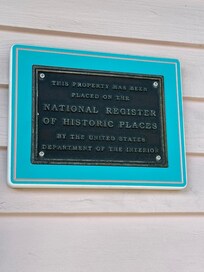 THIS PROPERTY HAS BEEN
PLACED ON THE
NATIONAL REGISTER
OF HISTORIC PLACES
BY THE UNITED STATES
DEPARTMENT OF THE INTERIOR